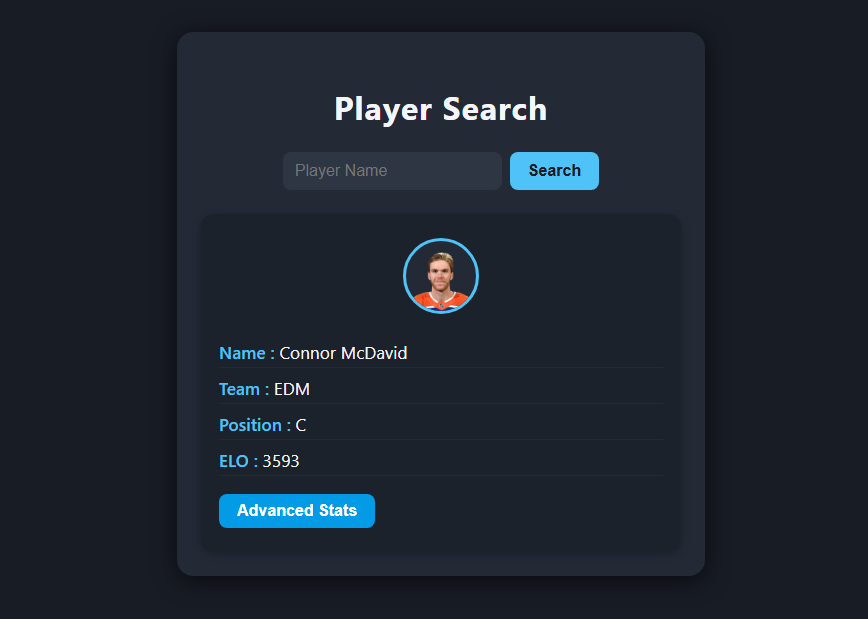 Player Search
Player Name
Search
Name : Connor McDavid
Team : EDM
Position : C
ELO : 3593
Advanced Stats